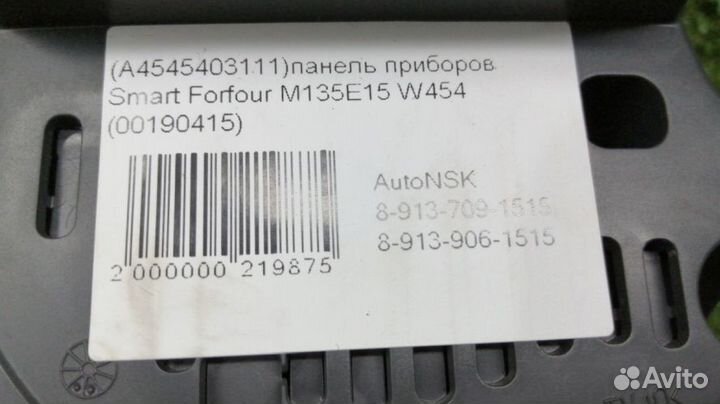 (A4545403111)панель приборов
Smart Forfour M135E15 W454
(00190415)
AutoNSK
8-913-709-1515
8-913-906-1515
2 000000 219875
Avito